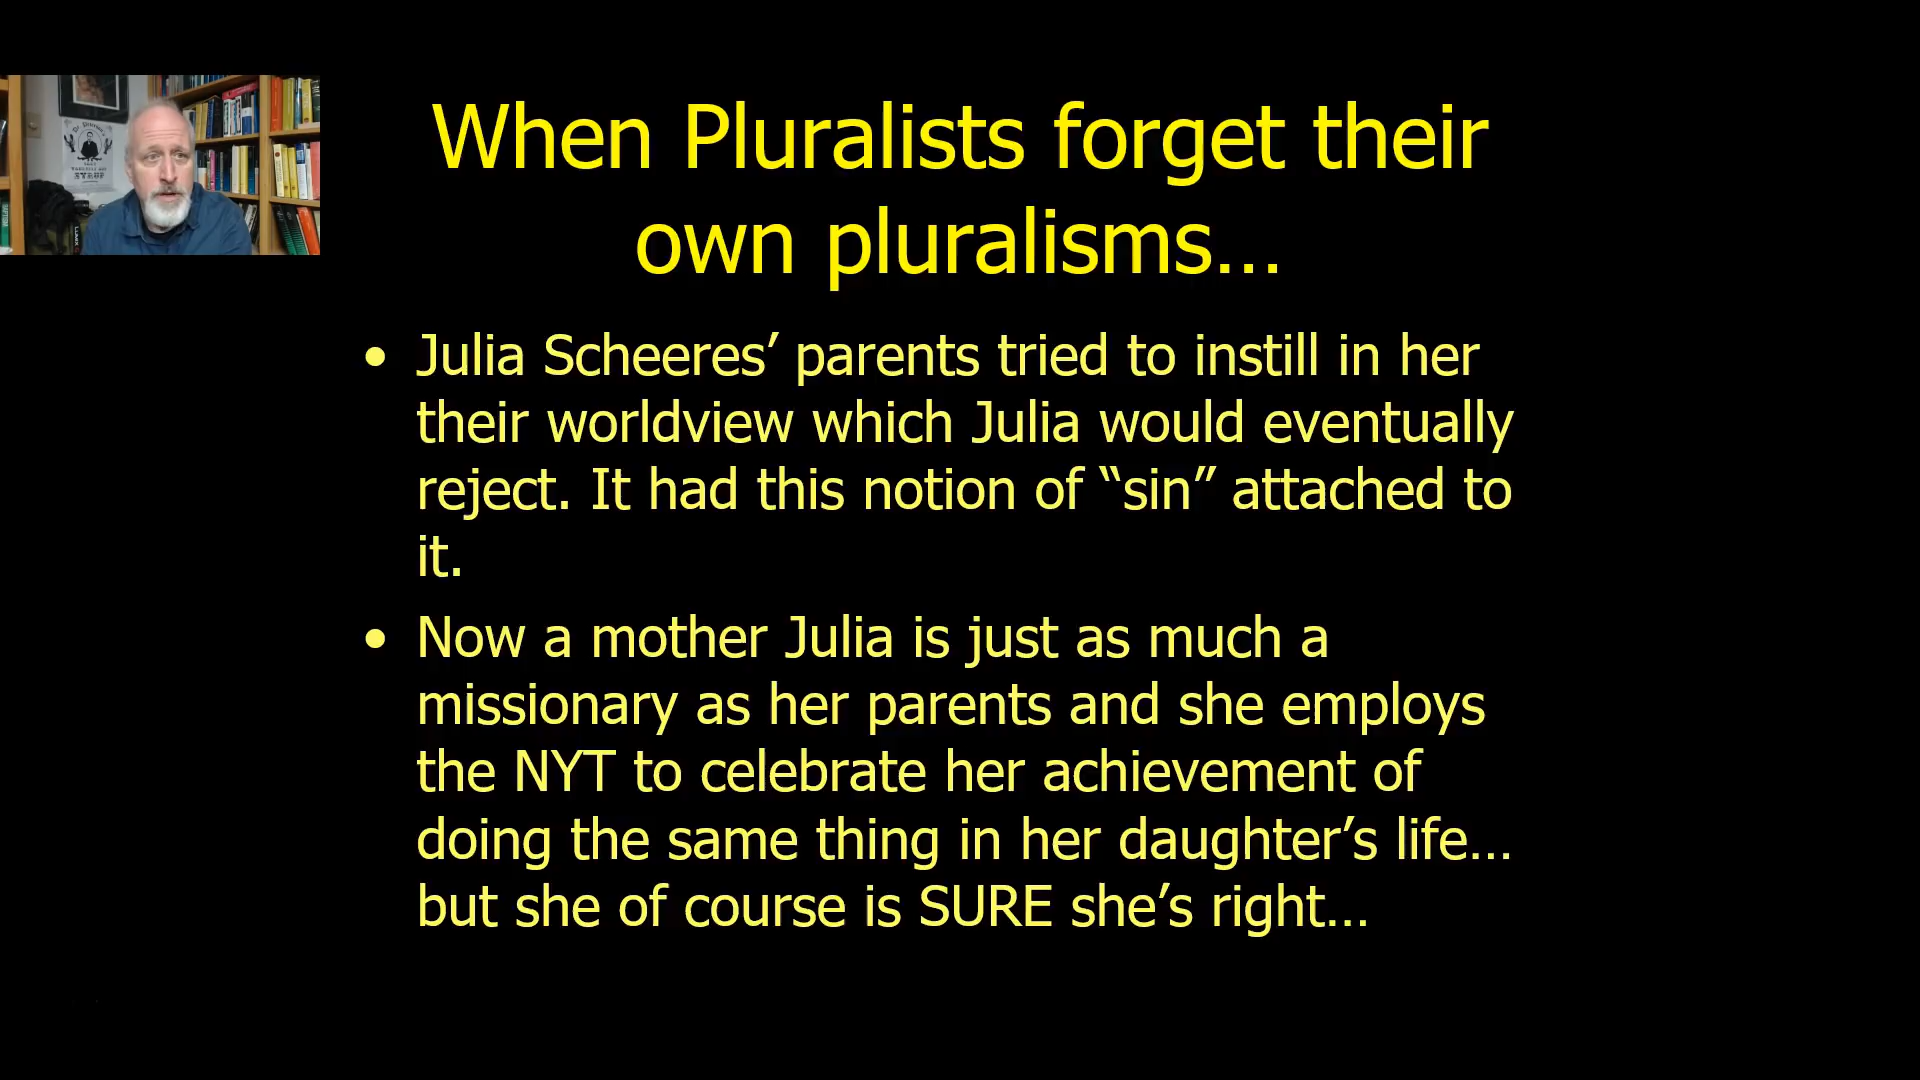 When Pluralists forget their
own pluralisms...
• Julia Scheeres’ parents tried to instill in her
their worldview which Julia would eventually
reject. It had this notion of “sin” attached to
it.
• Now a mother Julia is just as much a
missionary as her parents and she employs
the NYT to celebrate her achievement of
doing the same thing in her daughter’s life...
but she of course is SURE she’s right...